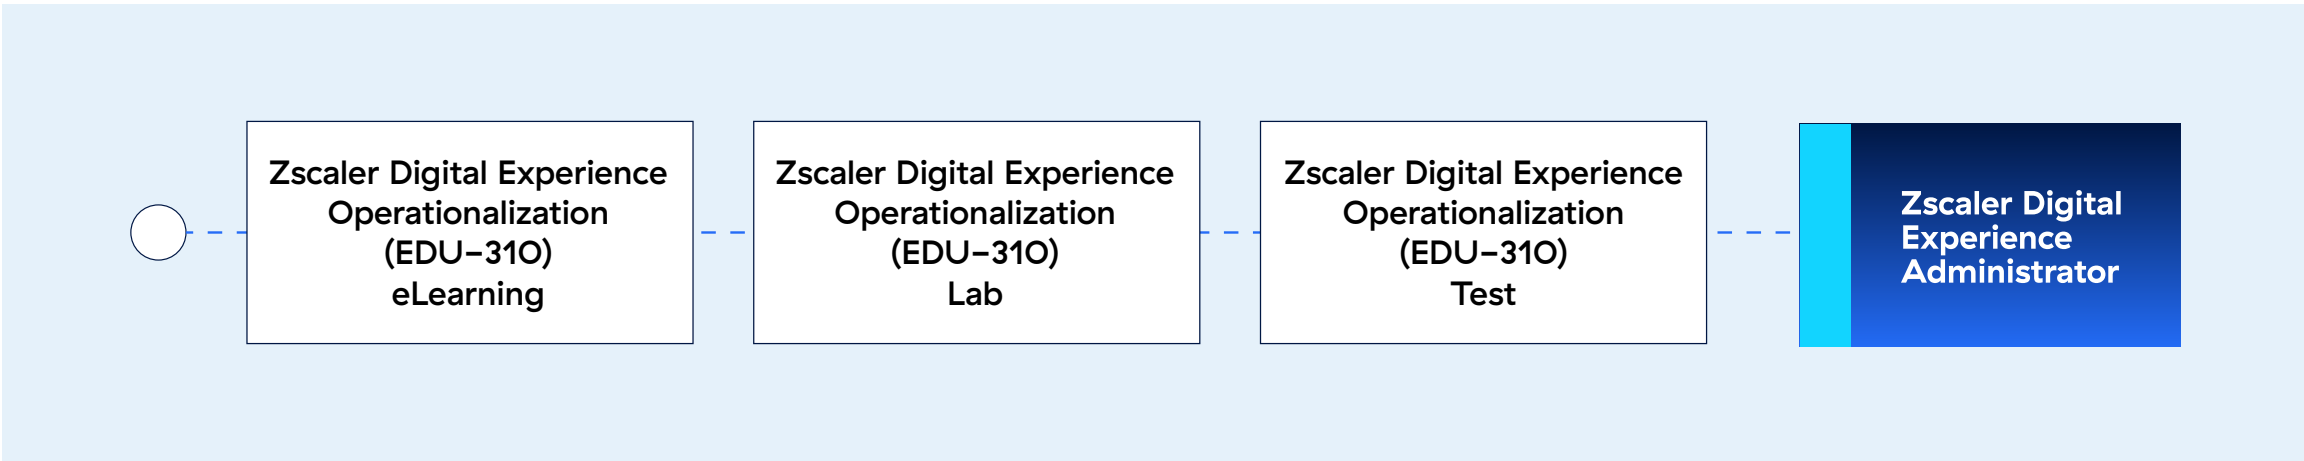 Zscaler Digital Experience
Operationalization
(EDU–310)
eLearning
Zscaler Digital Experience
Operationalization
(EDU–310)
Lab
Zscaler Digital Experience
Operationalization
(EDU–310)
Test
Zscaler Digital
Experience
Administrator